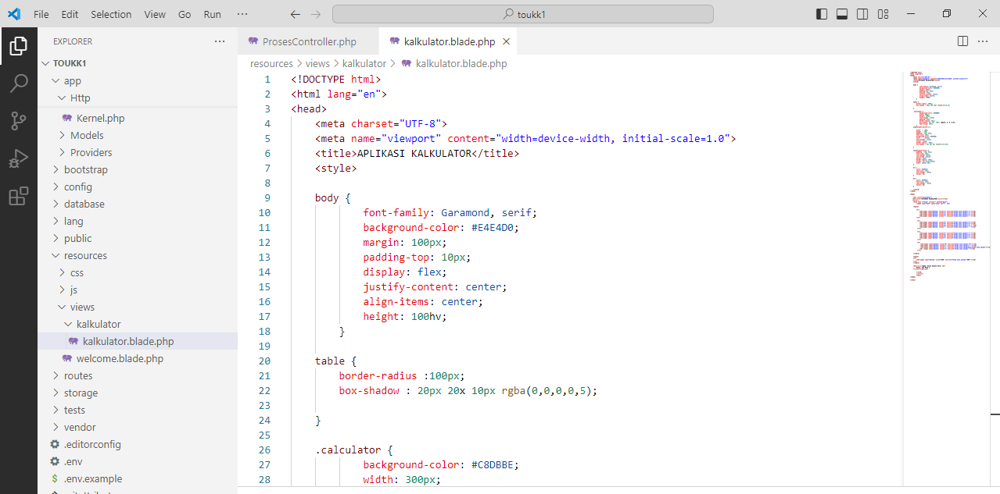 File Edit Selection View Go Run ··· toukk1
EXPLORER ···
TOUKK1
app
Http
Kernel.php
Models
Providers
bootstrap
config
database
lang
public
resources
css
js
views
kalkulator
kalkulator.blade.php
welcome.blade.php
routes
storage
tests
vendor
.editorconfig
.env
$ .env.example
ProsesController.php kalkulator.blade.php
resources > views > kalkulator > kalkulator.blade.php
1 <!DOCTYPE html>
2 <html lang="en">
3 <head>
4 <meta charset="UTF-8">
5 <meta name="viewport" content="width=device-width, initial-scale=1.0">
6 <title>APLIKASI KALKULATOR</title>
7 <style>
8
9 body {
10 font-family: Garamond, serif;
11 background-color: #E4E4D0;
12 margin: 100px;
13 padding-top: 10px;
14 display: flex;
15 justify-content: center;
16 align-items: center;
17 height: 100hv;
18 }
19
20 table {
21 border-radius :100px;
22 box-shadow : 20px 20x 10px rgba(0,0,0,0,5);
23
24 }
25
26 .calculator {
27 background-color: #C8DBBE;
28 width: 300px;